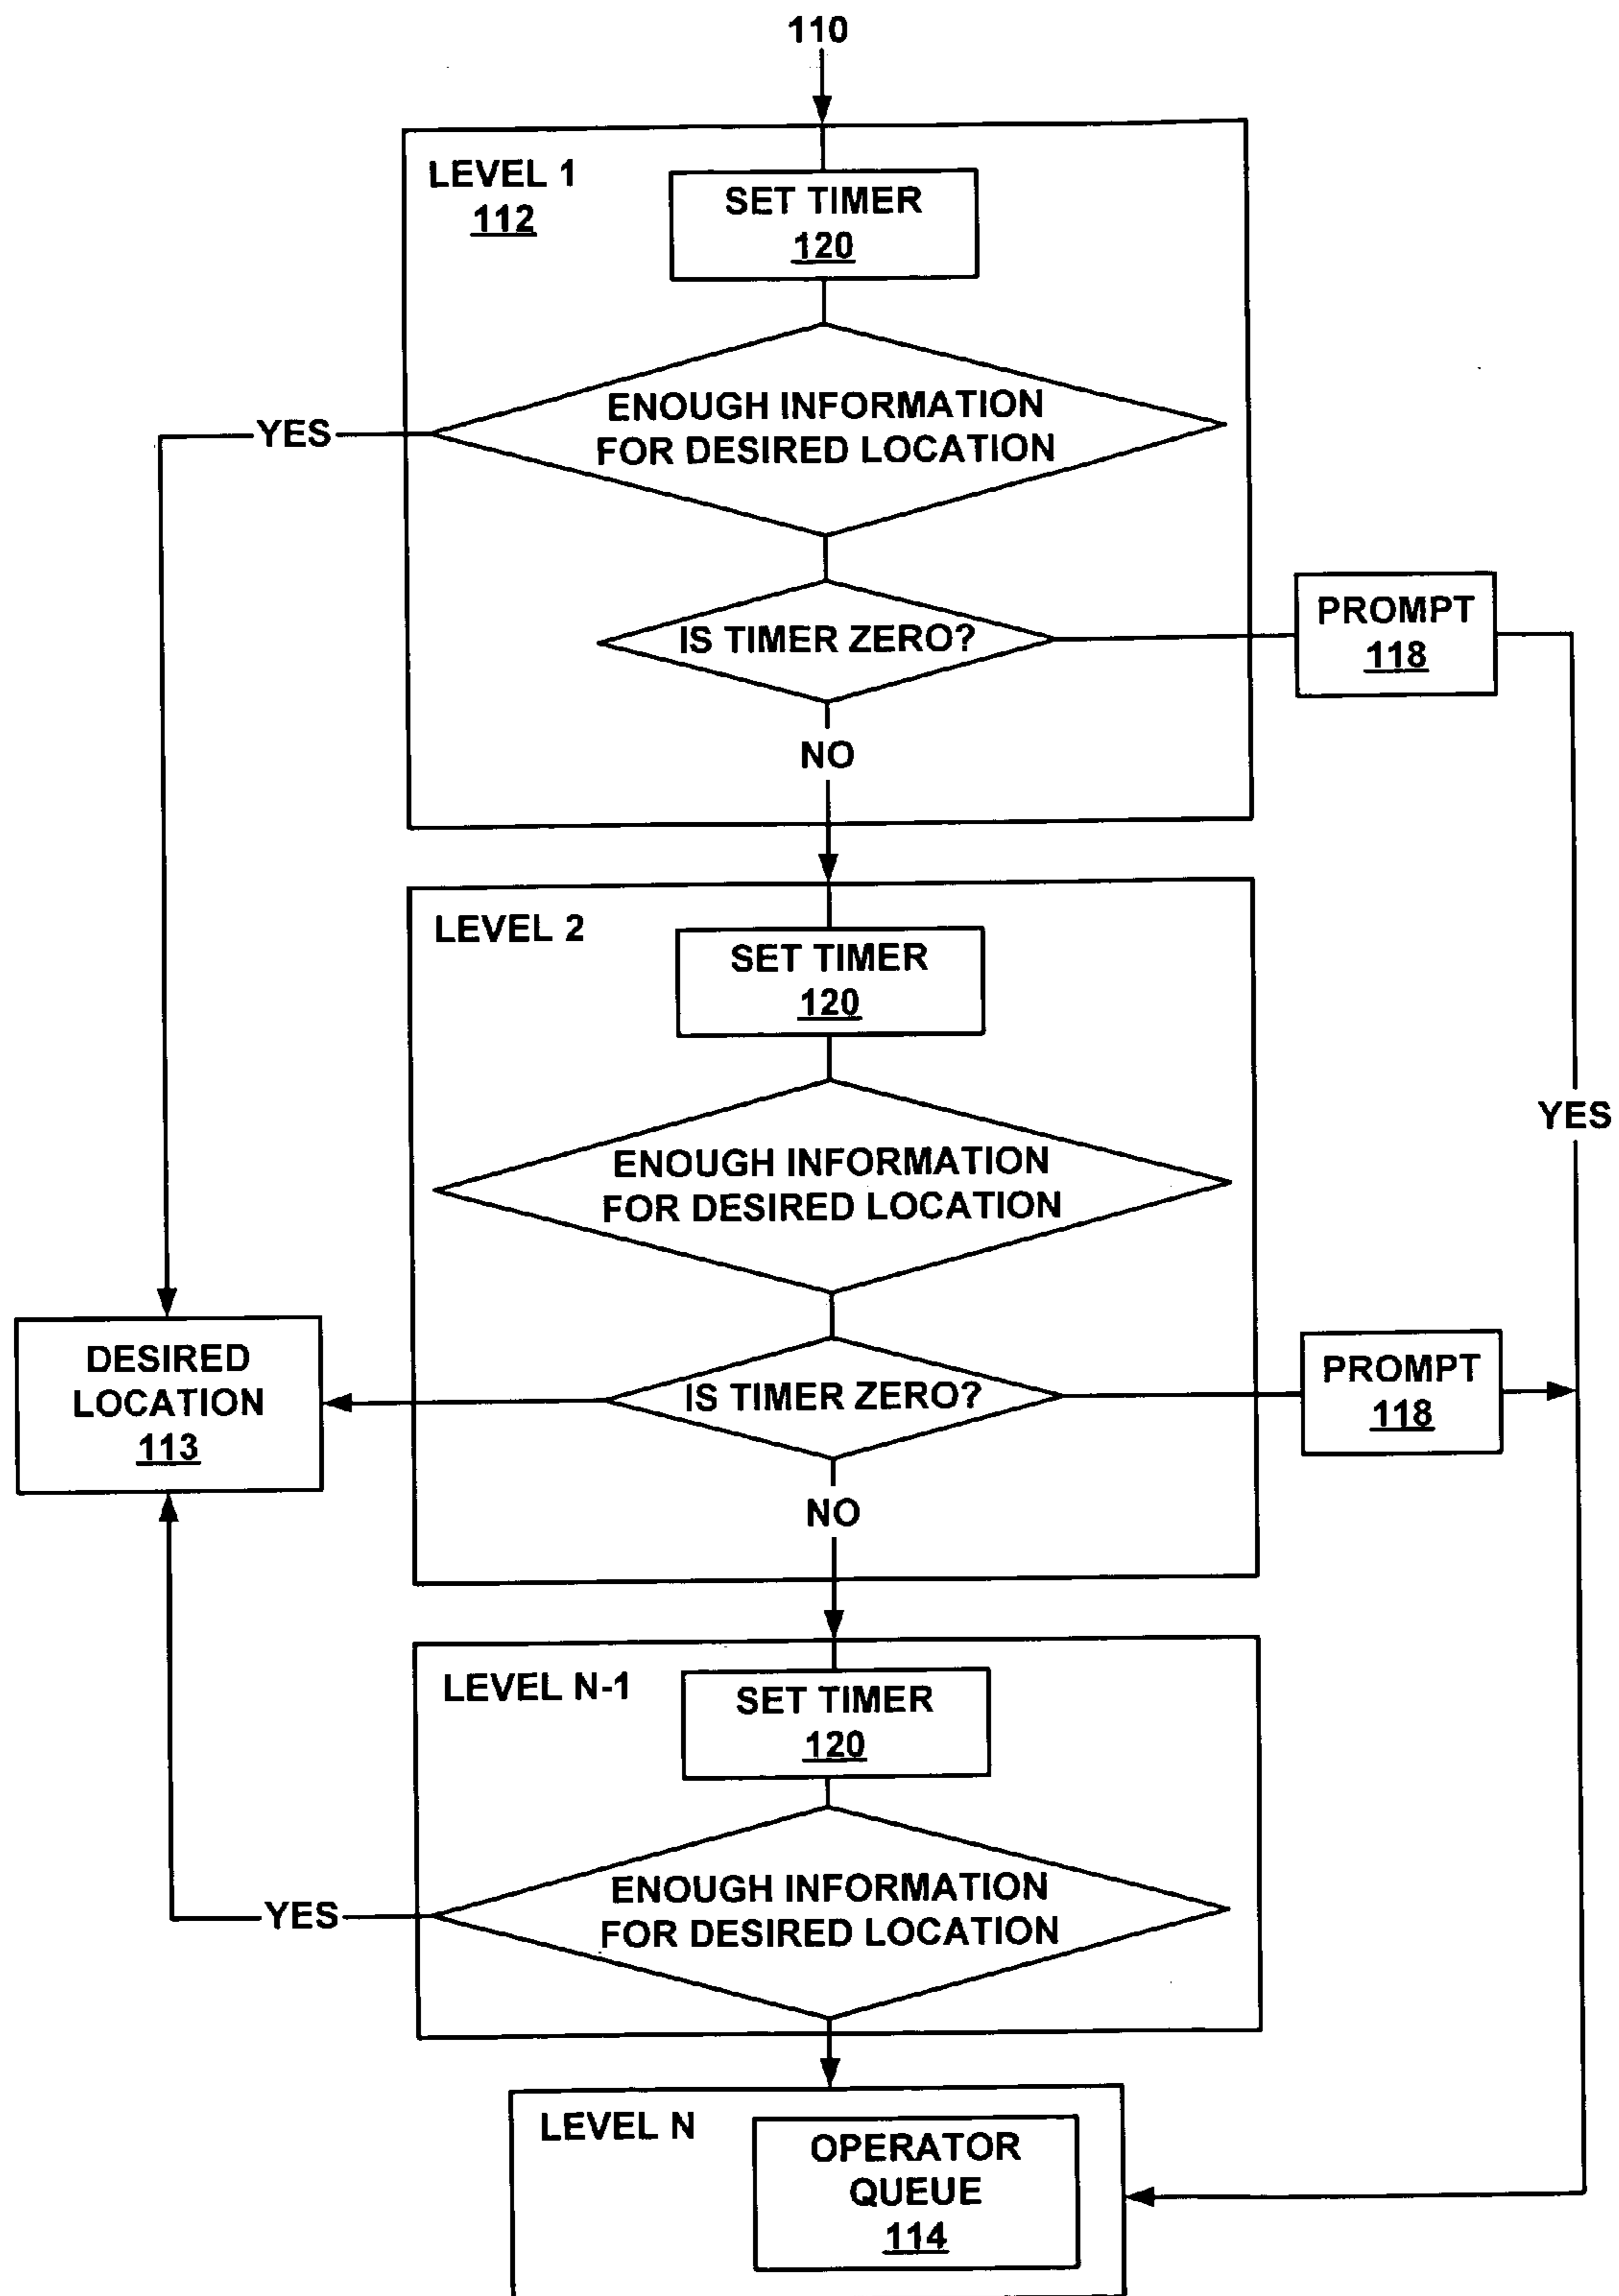 110
LEVEL 1
112
SET TIMER
120
ENOUGH INFORMATION
FOR DESIRED LOCATION
YES
IS TIMER ZERO?
PROMPT
118
NO
LEVEL 2
SET TIMER
120
YES
ENOUGH INFORMATION
FOR DESIRED LOCATION
DESIRED
LOCATION
113
IS TIMER ZERO?
PROMPT
118
NO
LEVEL N-1
SET TIMER
120
ENOUGH INFORMATION
FOR DESIRED LOCATION
YES
LEVEL N
OPERATOR
QUEUE
114